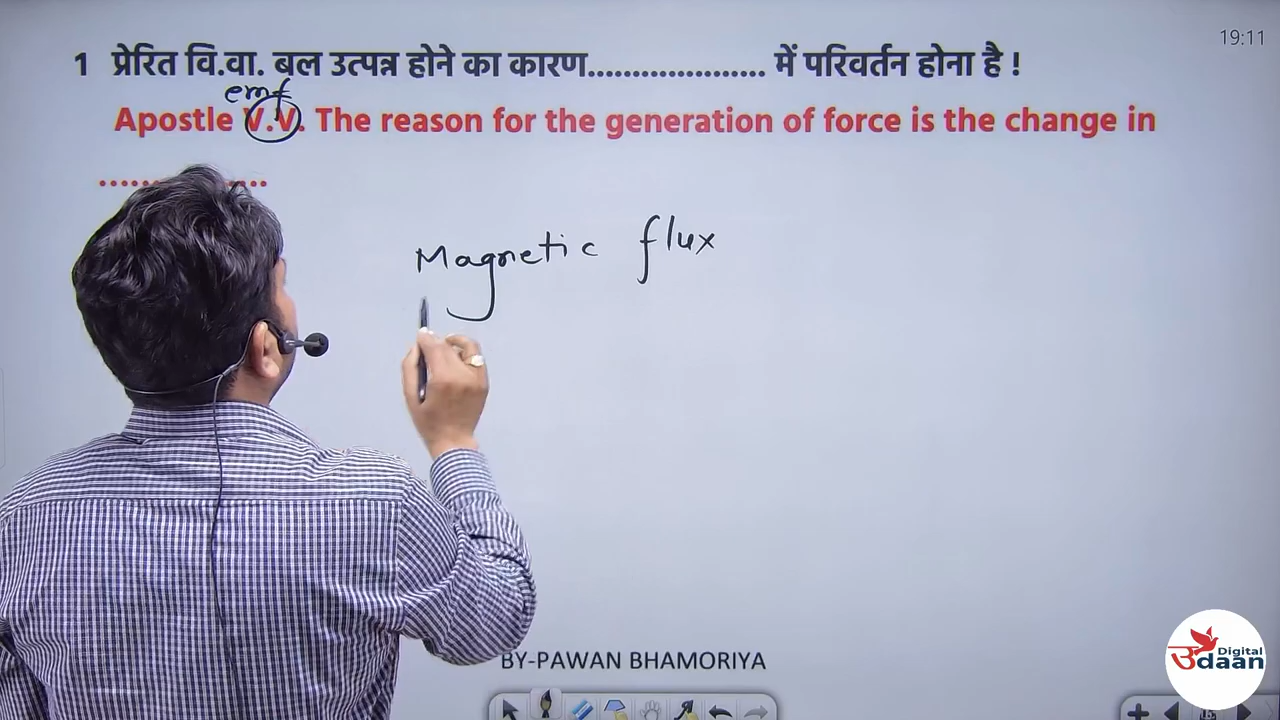 19:11
1 प्रेरित वि.वा. बल उत्पन्न होने का कारण..................... में परिवर्तन होना है !
emf
Apostle V.V. The reason for the generation of force is the change in
Magnetic flux
BY-PAWAN BHAMORIYA
Digital
उdaan